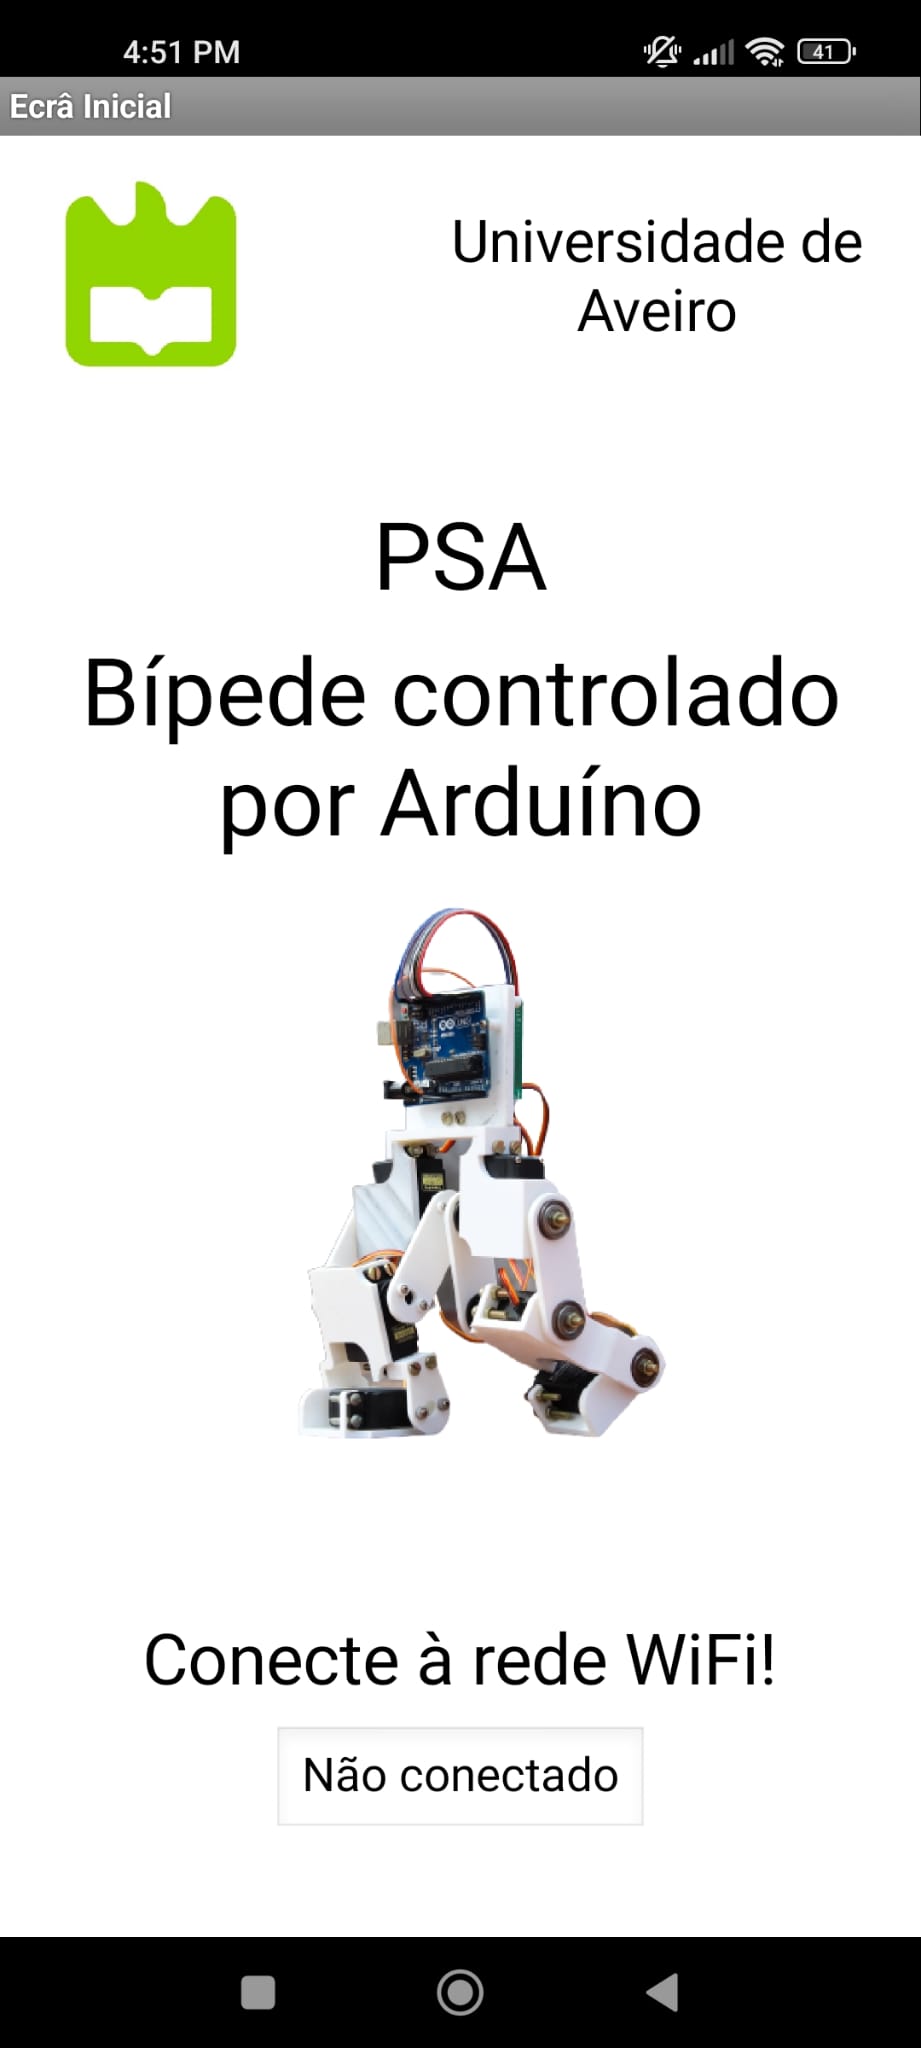 4:51 PM
41
Ecrâ Inicial
Universidade de
Aveiro
PSA
Bípede controlado
por Arduíno
UNO
Conecte à rede WiFi!
Não conectado